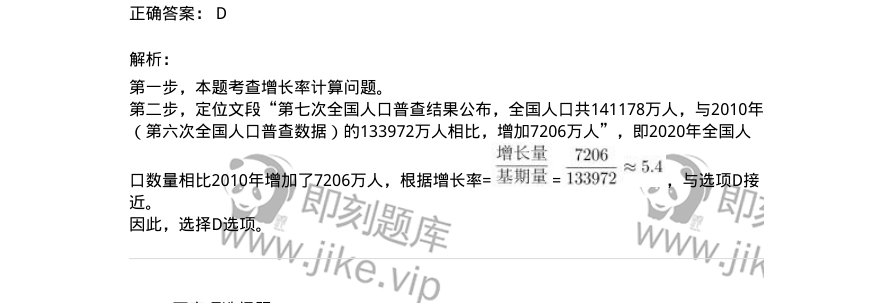 正确答案： D
解析：
第一步，本题考查增长率计算问题。
第二步，定位文段“第七次全国人口普查结果公布，全国人口共141178万人，与2010年
（第六次全国人口普查数据）的133972万人相比，增加7206万人”，即2020年全国人
口数量相比2010年增加了7206万人，根据增长率= 增长量/基期量 = 7206/133972 ≈ 5.4 ，与选项D接
近。
因此，选择D选项。
即刻题库
www.jike.vip
即刻
www.ji